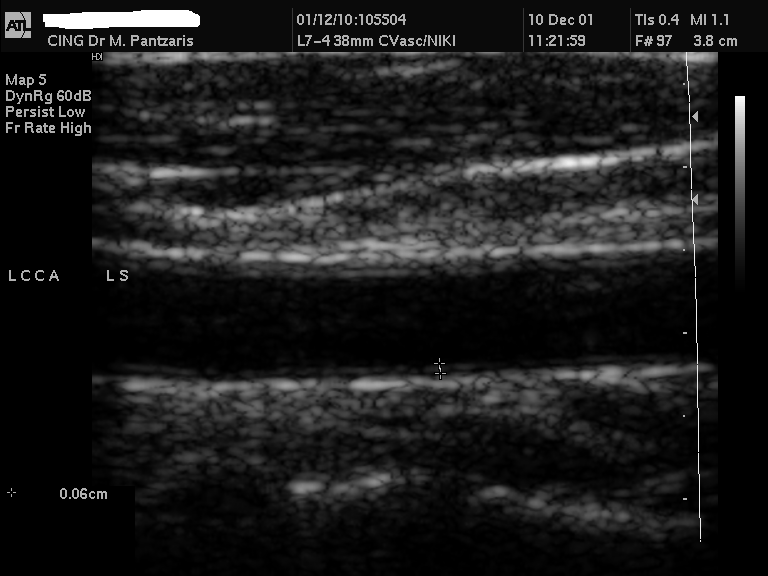 ATL
CING Dr M. Pantzaris
01/12/10:105504
L7-4 38mm CVasc/NIKI
10 Dec 01
11:21:59
TIs 0.4 MI 1.1
F# 97 3.8 cm
HDI
Map 5
DynRg 60dB
Persist Low
Fr Rate High
LCCA LS
0.06cm